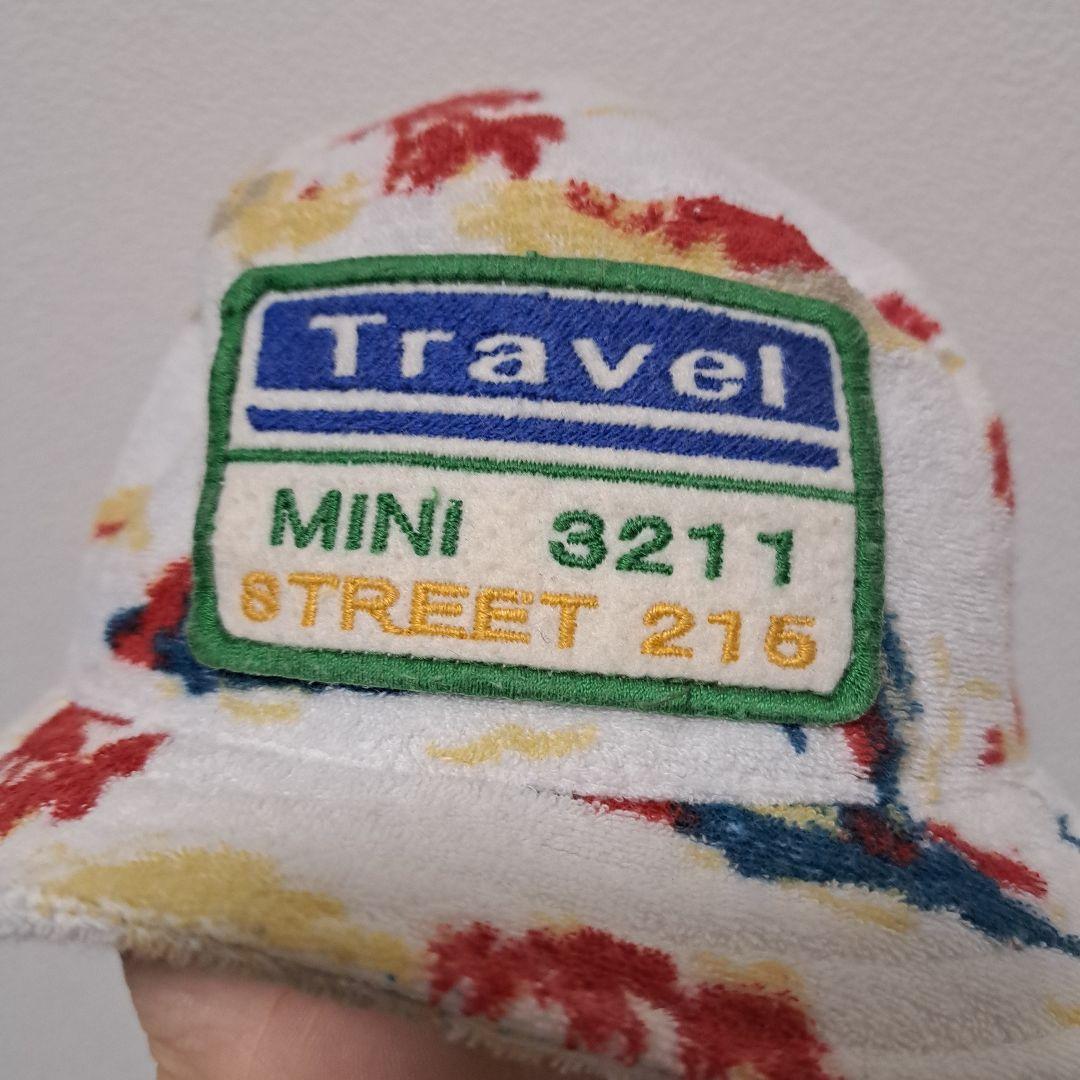 Travel
MINI 3211
STREET 215